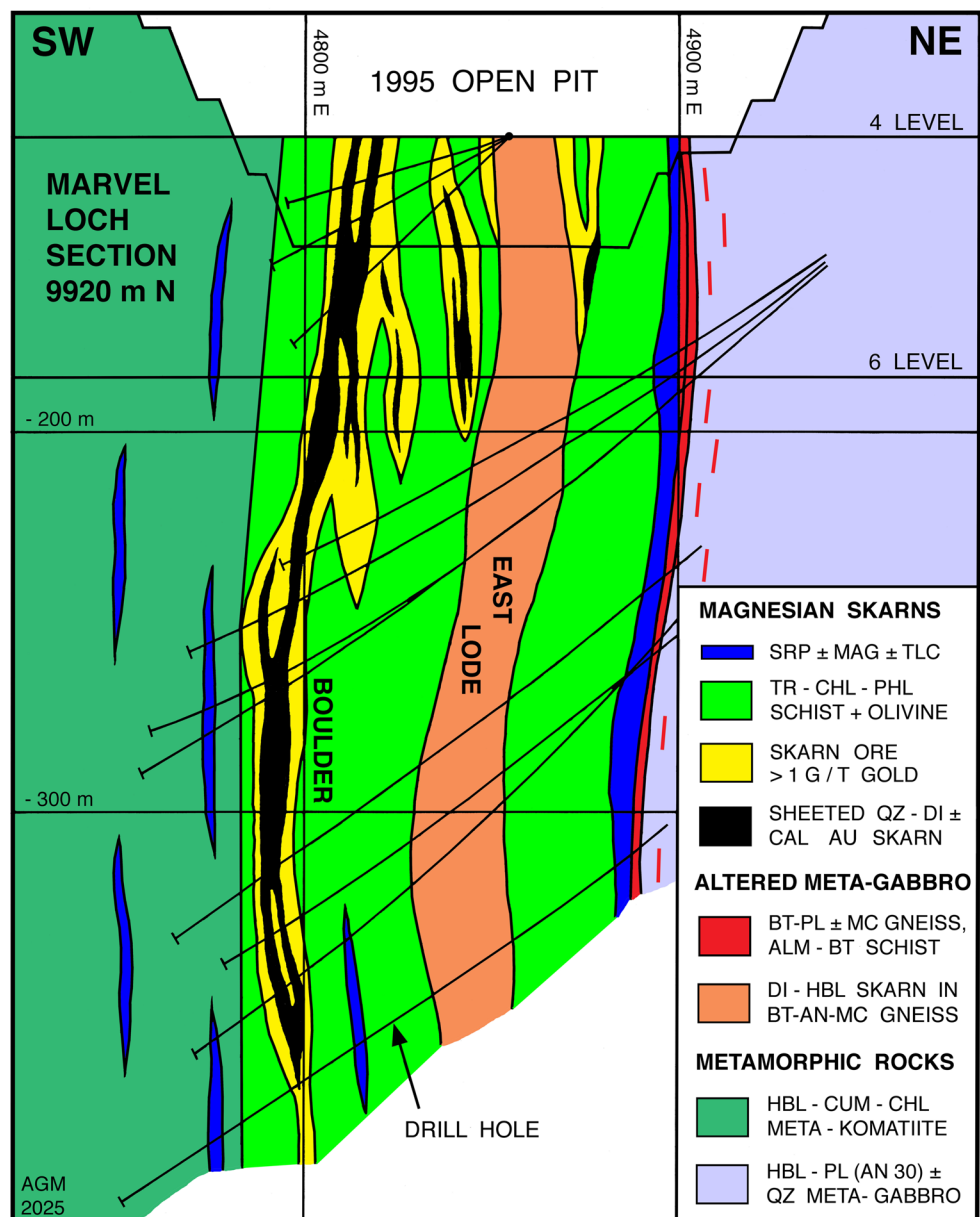 SW
NE
4800 m E
4900 m E
1995 OPEN PIT
4 LEVEL
MARVEL
LOCH
SECTION
9920 m N
6 LEVEL
- 200 m
EAST
LODE
BOULDER
- 300 m
DRILL HOLE
AGM
2025
MAGNESIAN SKARNS
SRP ± MAG ± TLC
TR - CHL - PHL
SCHIST + OLIVINE
SKARN ORE
> 1 G / T GOLD
SHEETED QZ - DI ±
CAL AU SKARN
ALTERED META-GABBRO
BT-PL ± MC GNEISS,
ALM - BT SCHIST
DI - HBL SKARN IN
BT-AN-MC GNEISS
METAMORPHIC ROCKS
HBL - CUM - CHL
META - KOMATIITE
HBL - PL (AN 30) ±
QZ META- GABBRO